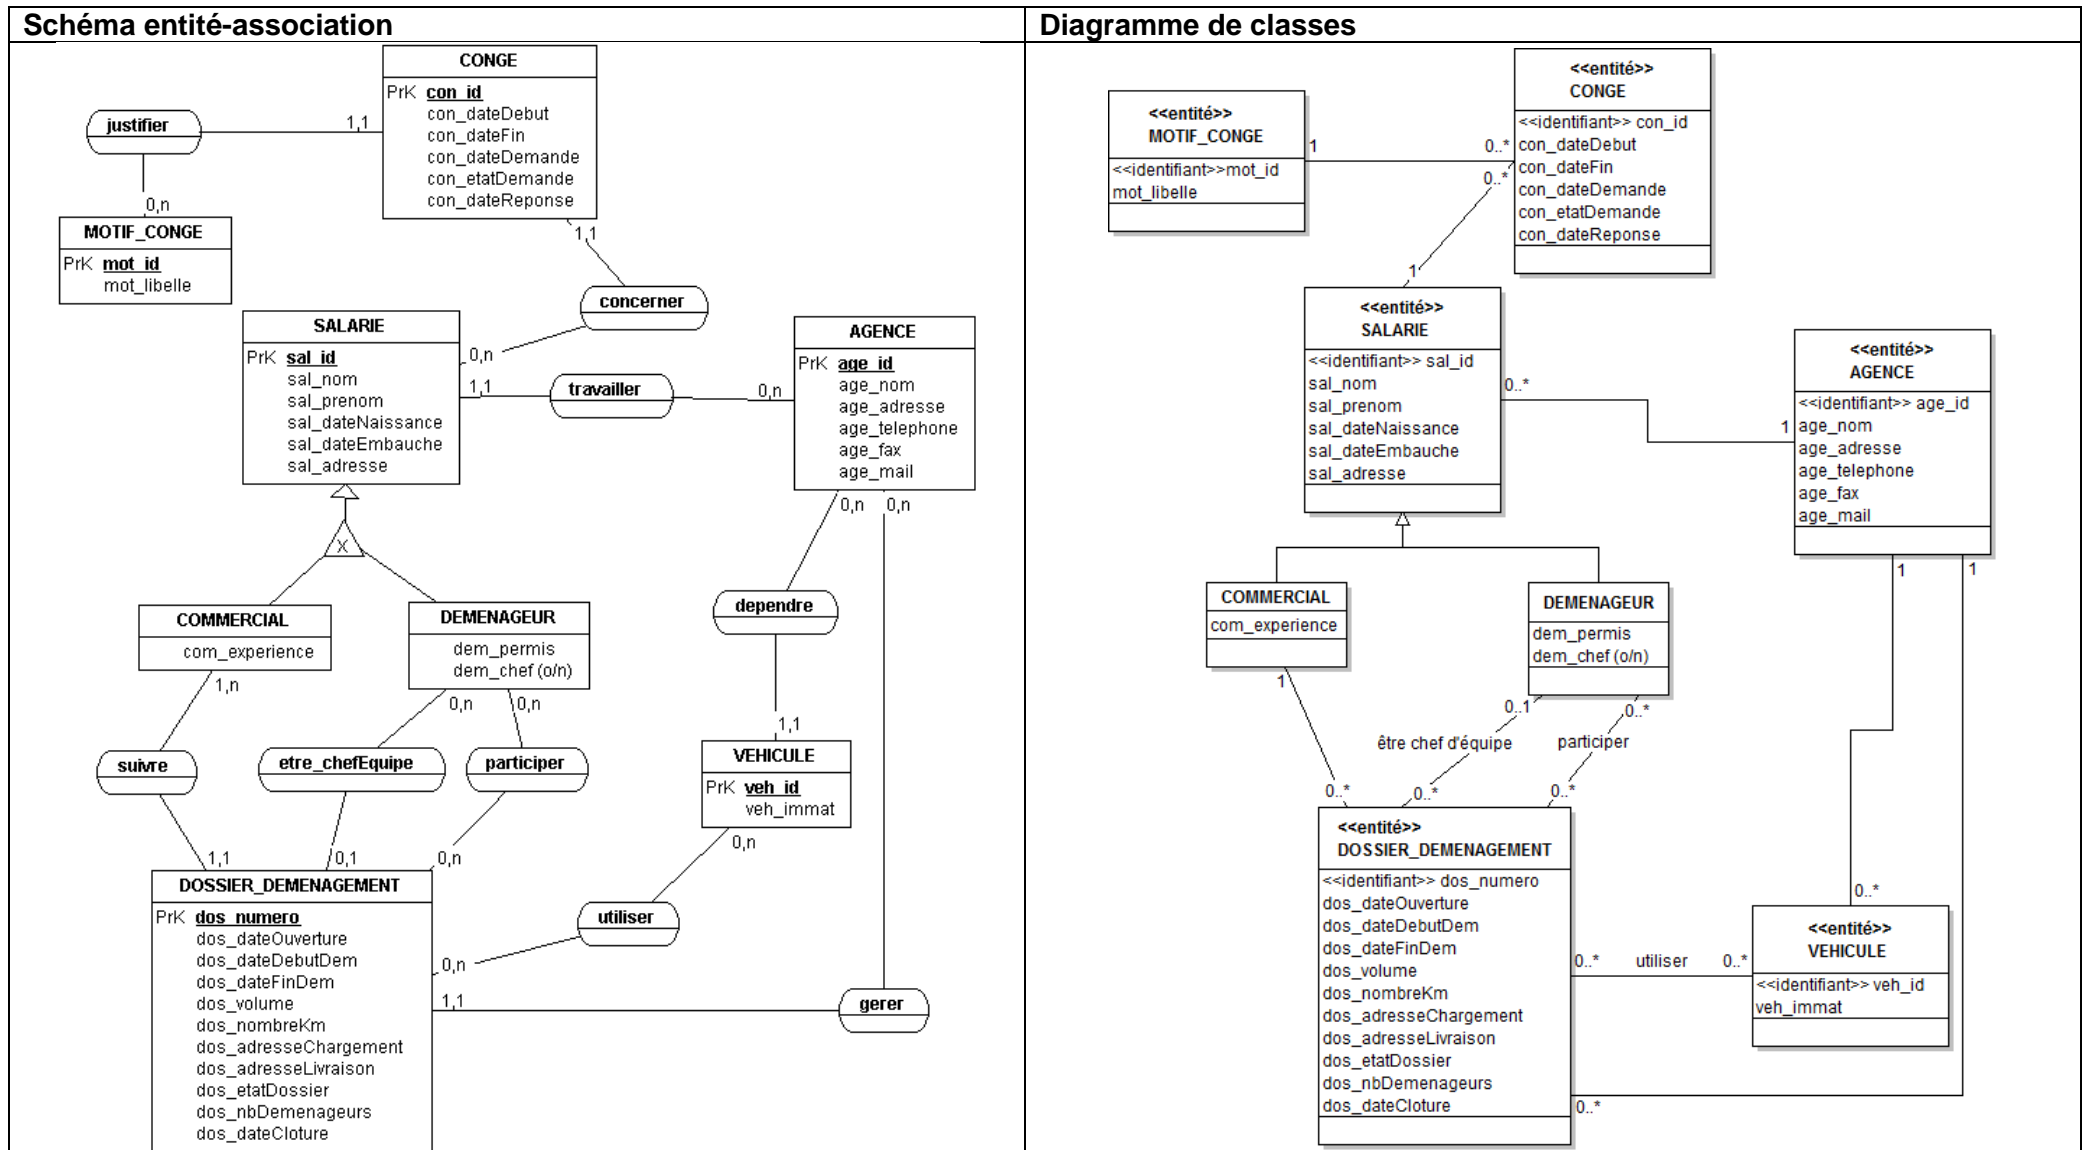 Schéma entité-association
CONGE
PrK con_id
con_dateDebut
con_dateFin
con_dateDemande
con_etatDemande
con_dateReponse
justifier
1,1
0,n
MOTIF_CONGE
PrK mot_id
mot_libelle
1,1
concerner
0,n
SALARIE
PrK sal_id
sal_nom
sal_prenom
sal_dateNaissance
sal_dateEmbauche
sal_adresse
1,1
travailler
0,n
AGENCE
PrK age_id
age_nom
age_adresse
age_telephone
age_fax
age_mail
0,n
0,n
X
dependre
COMMERCIAL
com_experience
DEMENAGEUR
dem_permis
dem_chef (o/n)
1,n
0,n
0,n
1,1
suivre
etre_chefEquipe
participer
VEHICULE
PrK veh_id
veh_immat
0,n
1,1
0,1
0,n
DOSSIER_DEMENAGEMENT
PrK dos_numero
dos_dateOuverture
dos_dateDebutDem
dos_dateFinDem
dos_volume
dos_nombreKm
dos_adresseChargement
dos_adresseLivraison
dos_etatDossier
dos_nbDemenageurs
dos_dateCloture
utiliser
0,n
1,1
gerer
Diagramme de classes
<<entité>>
CONGE
<<identifiant>> con_id
con_dateDebut
con_dateFin
con_dateDemande
con_etatDemande
con_dateReponse
<<entité>>
MOTIF_CONGE
<<identifiant>>mot_id
mot_libelle
1
0..*
0..*
1
<<entité>>
SALARIE
<<identifiant>> sal_id
sal_nom
sal_prenom
sal_dateNaissance
sal_dateEmbauche
sal_adresse
0..*
1
<<entité>>
AGENCE
<<identifiant>> age_id
age_nom
age_adresse
age_telephone
age_fax
age_mail
1
1
COMMERCIAL
com_experience
DEMENAGEUR
dem_permis
dem_chef (o/n)
1
0..1
0..*
être chef d'équipe
participer
0..*
0..*
0..*
<<entité>>
DOSSIER_DEMENAGEMENT
<<identifiant>> dos_numero
dos_dateOuverture
dos_dateDebutDem
dos_dateFinDem
dos_volume
dos_nombreKm
dos_adresseChargement
dos_adresseLivraison
dos_etatDossier
dos_nbDemenageurs
dos_dateCloture
0..*
utiliser
0..*
0..*
<<entité>>
VEHICULE
<<identifiant>> veh_id
veh_immat
0..*